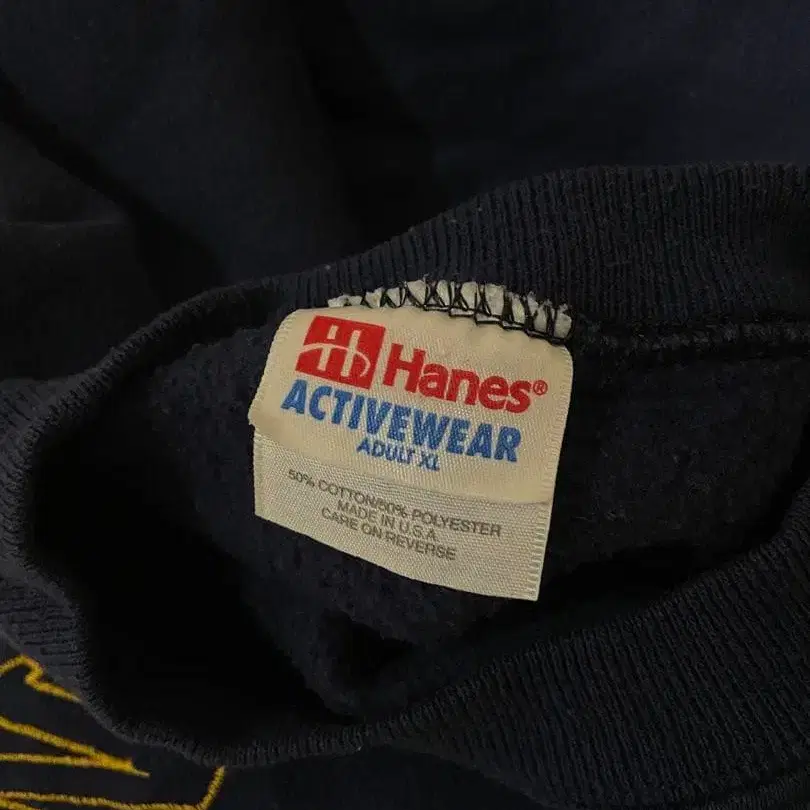 Hanes®
ACTIVEWEAR
ADULT XL
50% COTTON/50% POLYESTER
MADE IN U.S.A.
CARE ON REVERSE